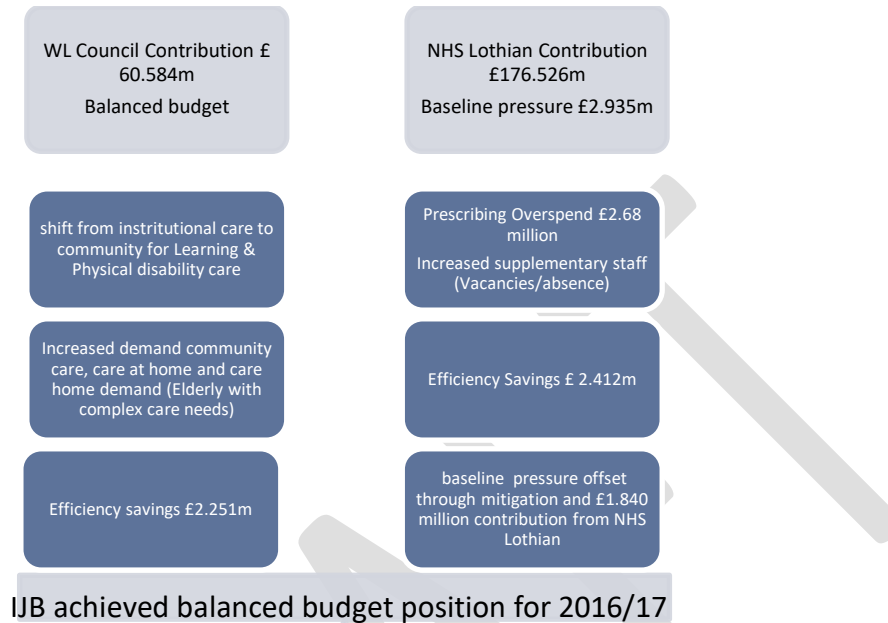 WL Council Contribution £
60.584m
Balanced budget
shift from instritutional care to
community for Learning &
Physical disability care
Increased demand community
care, care at home and care
home demand (Elderly with
complex care needs)
Efficiency savings £2.251m
NHS Lothian Contribution
£176.526m
Baseline pressure £2.935m
Prescribing Overspend £2.68
million
Increased supplementary staff
(Vacancies/absence)
Efficiency Savings £ 2.412m
baseline pressure offset
through mitigation and £1.840
million contribution from NHS
Lothian
IJB achieved balanced budget position for 2016/17